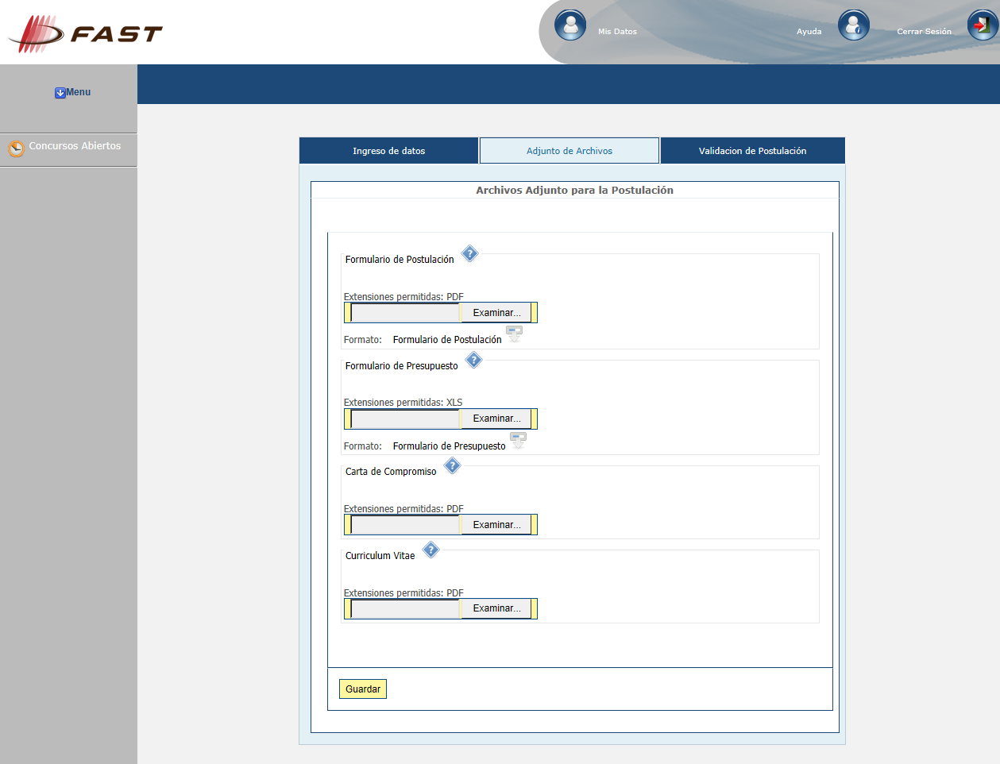 FAST
Mis Datos
Ayuda
Cerrar Sesión
Menu
Concursos Abiertos
Ingreso de datos
Adjunto de Archivos
Validacion de Postulación
Archivos Adjunto para la Postulación
Formulario de Postulación ?
Extensiones permitidas: PDF
Examinar...
Formato: Formulario de Postulación
Formulario de Presupuesto ?
Extensiones permitidas: XLS
Examinar...
Formato: Formulario de Presupuesto
Carta de Compromiso ?
Extensiones permitidas: PDF
Examinar...
Curriculum Vitae ?
Extensiones permitidas: PDF
Examinar...
Guardar